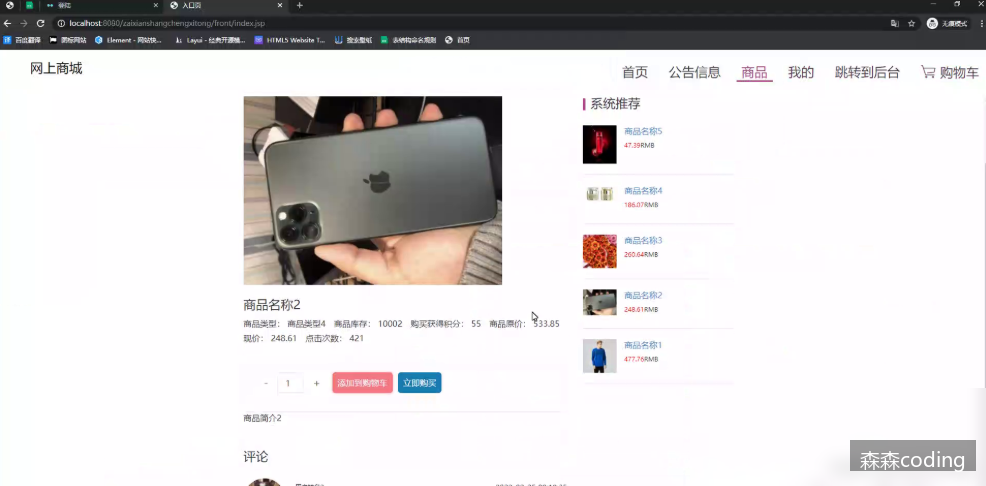 登陆
入口页
localhost:8080/zaixianshangchengxitong/front/index.jsp
无痕模式
百度翻译 图标网站 Element - 网站快... Layui - 经典开源模... HTML5 Website T... 搜索壁纸 表结构命名规则 首页
网上商城
首页 公告信息 商品 我的 跳转到后台 购物车
系统推荐
商品名称5
47.39RMB
商品名称4
186.07RMB
商品名称3
260.64RMB
商品名称2
248.61RMB
商品名称1
477.76RMB
商品名称2
商品类型： 商品类型4 商品库存： 10002 购买获得积分： 55 商品原价： 533.85
现价： 248.61 点击次数： 421
- 1 +
添加到购物车 立即购买
商品简介2
评论
森森coding